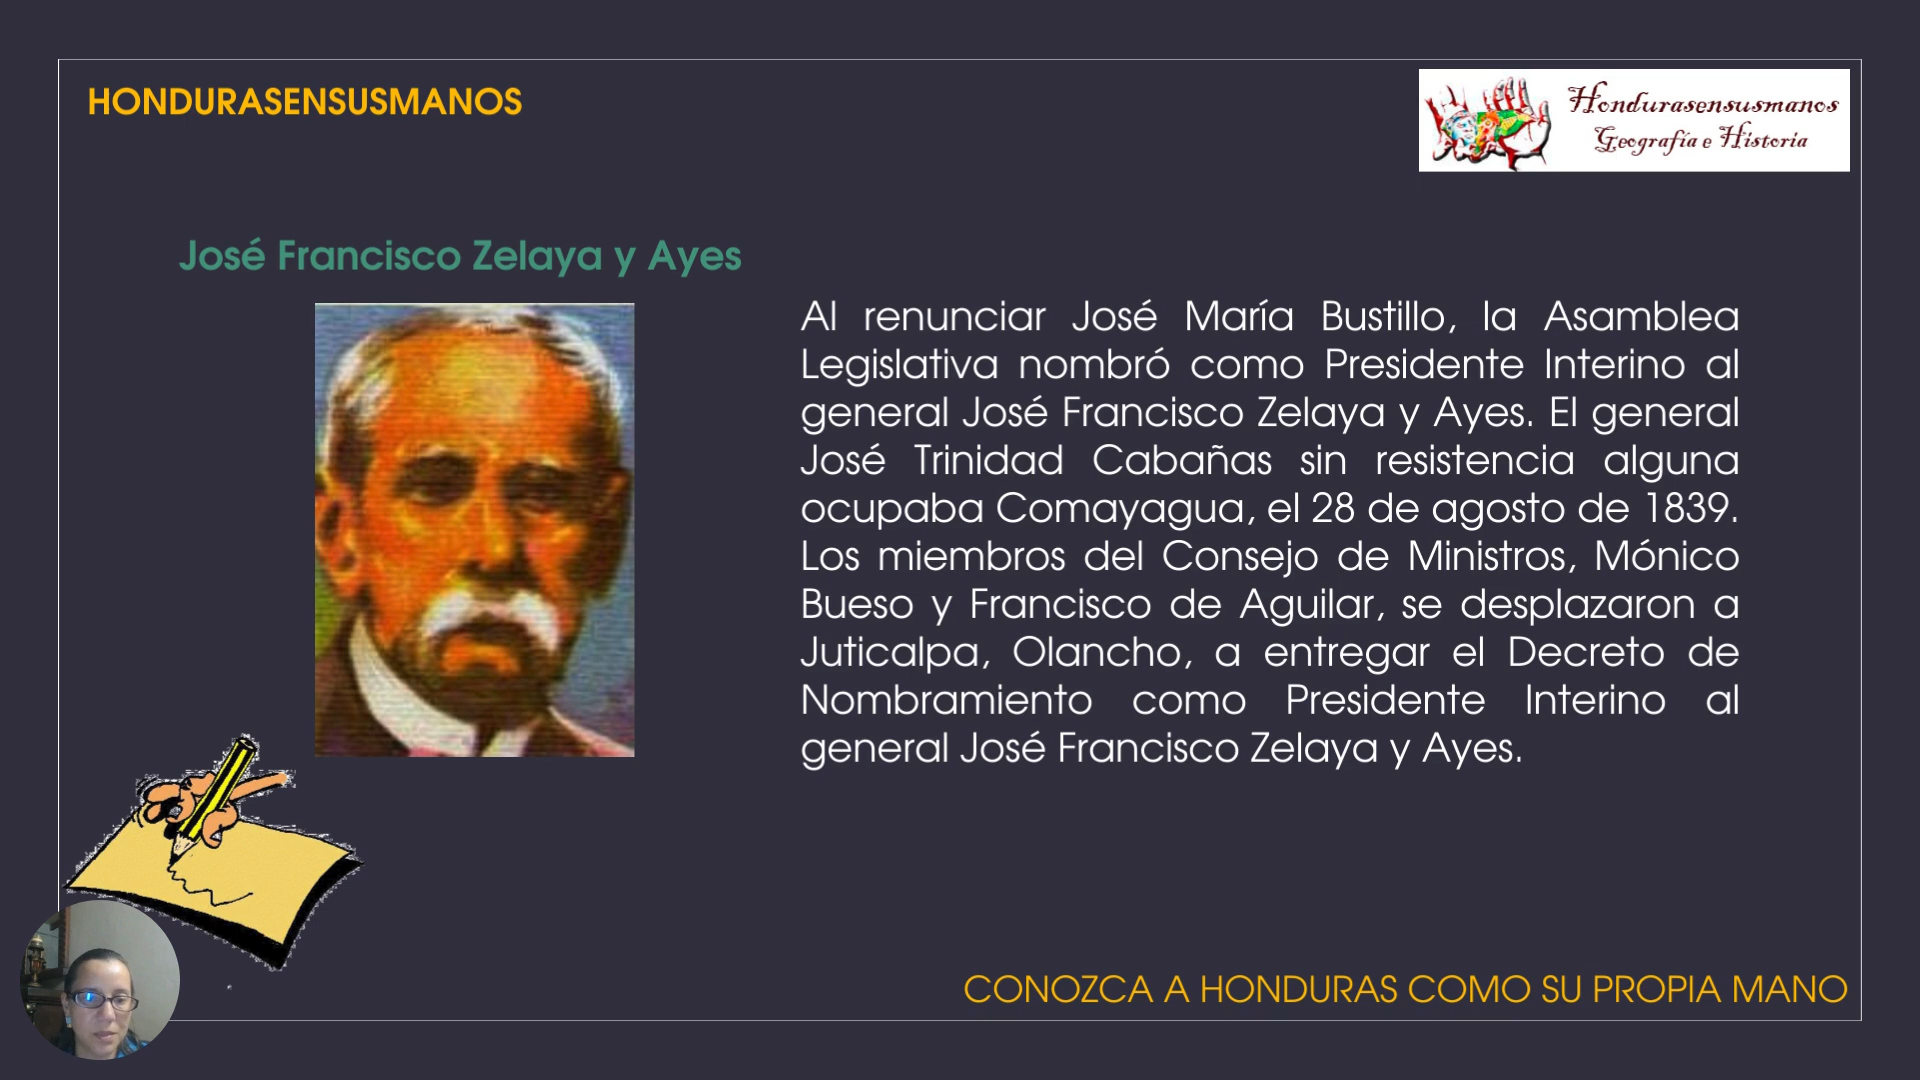 HONDURASENSUSMANOS
Hondurasensusmanos
Geografía e Historia
José Francisco Zelaya y Ayes
Al renunciar José María Bustillo, la Asamblea
Legislativa nombró como Presidente Interino al
general José Francisco Zelaya y Ayes. El general
José Trinidad Cabañas sin resistencia alguna
ocupaba Comayagua, el 28 de agosto de 1839.
Los miembros del Consejo de Ministros, Mónico
Bueso y Francisco de Aguilar, se desplazaron a
Juticalpa, Olancho, a entregar el Decreto de
Nombramiento como Presidente Interino al
general José Francisco Zelaya y Ayes.
CONOZCA A HONDURAS COMO SU PROPIA MANO